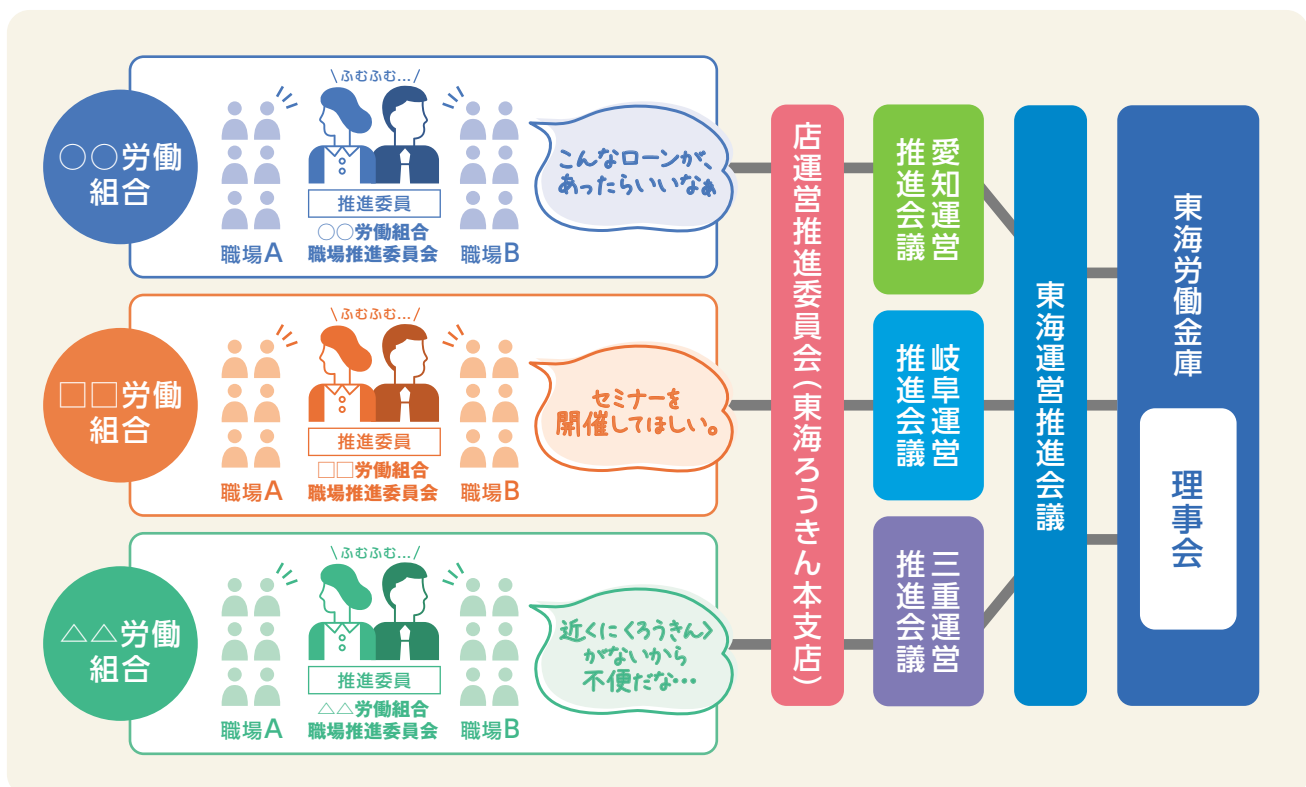 ○○労働
組合
\ふむふむ…/
推進委員
○○労働組合
職場推進委員会
職場A
職場B
こんなローンが、
あったらいいなぁ
□□労働
組合
\ふむふむ…/
推進委員
□□労働組合
職場推進委員会
職場A
職場B
セミナーを
開催してほしい。
△△労働
組合
\ふむふむ…/
推進委員
△△労働組合
職場推進委員会
職場A
職場B
近くに〈ろうきん〉
がないから
不便だな…
店運営推進委員会(東海ろうきん本支店)
愛知運営
推進会議
岐阜運営
推進会議
三重運営
推進会議
東海運営推進会議
東海労働金庫
理事会